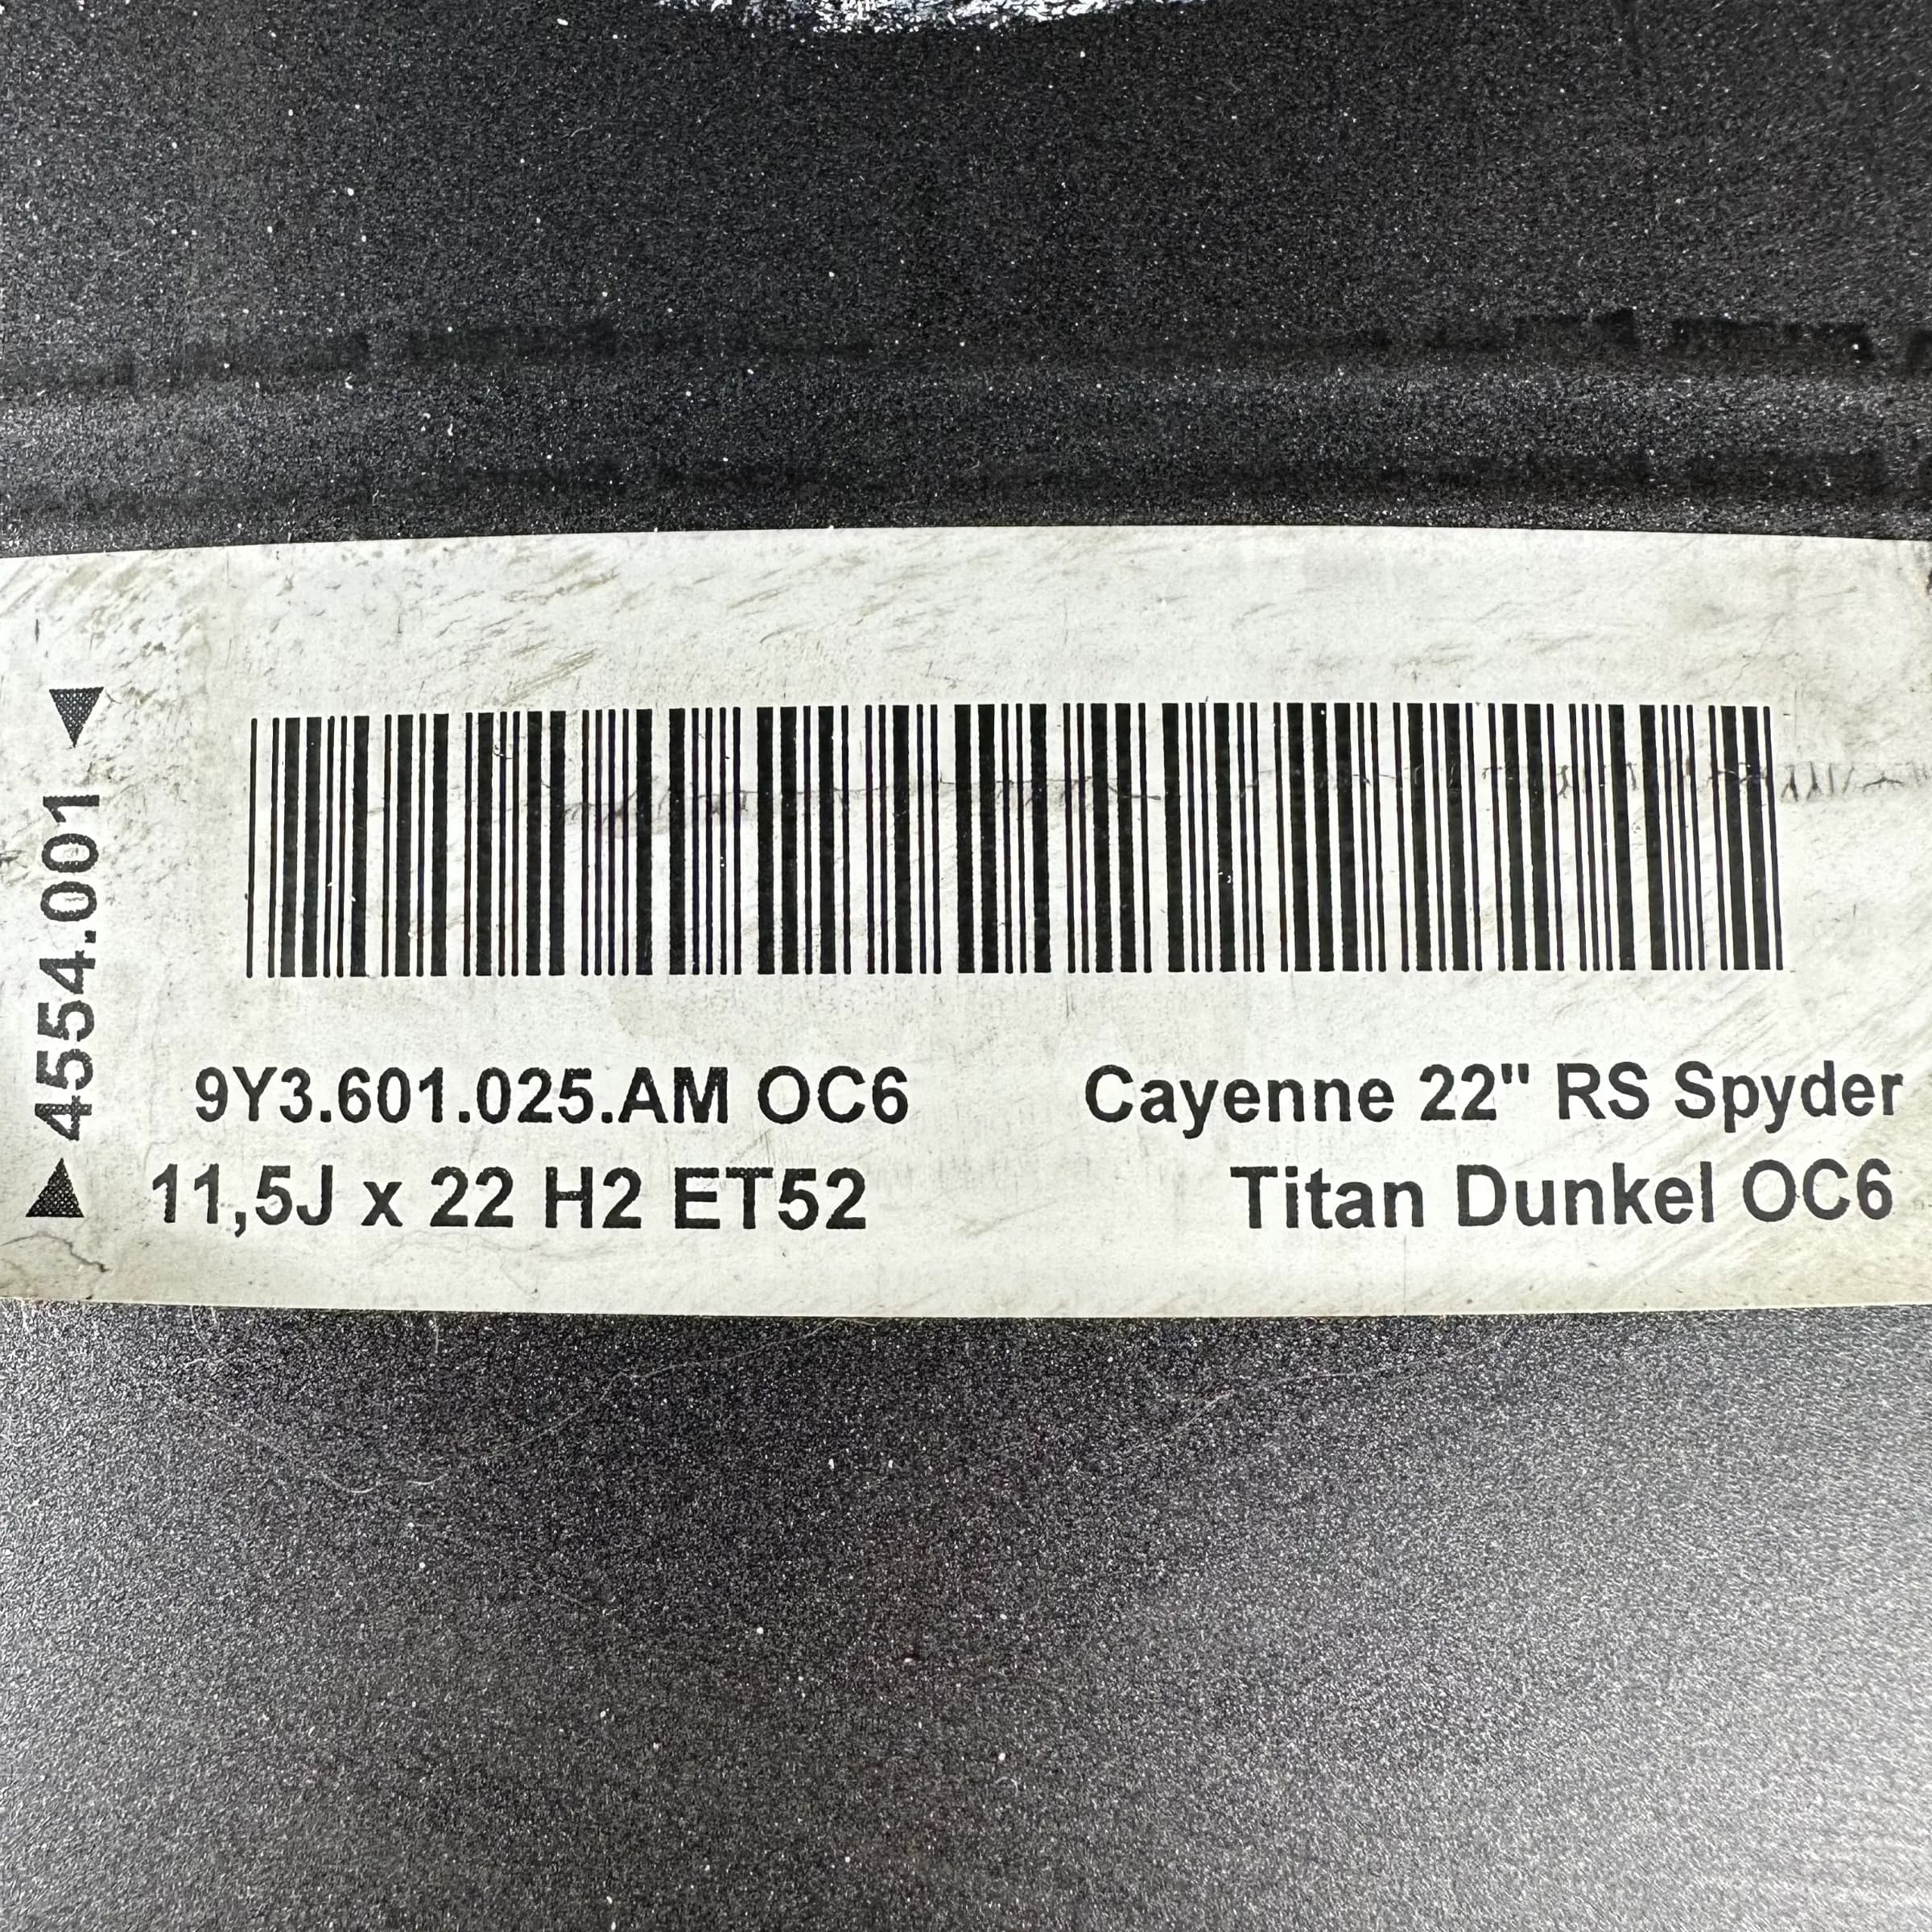 4554.001
9Y3.601.025.AM OC6
Cayenne 22" RS Spyder
11,5J x 22 H2 ET52
Titan Dunkel OC6